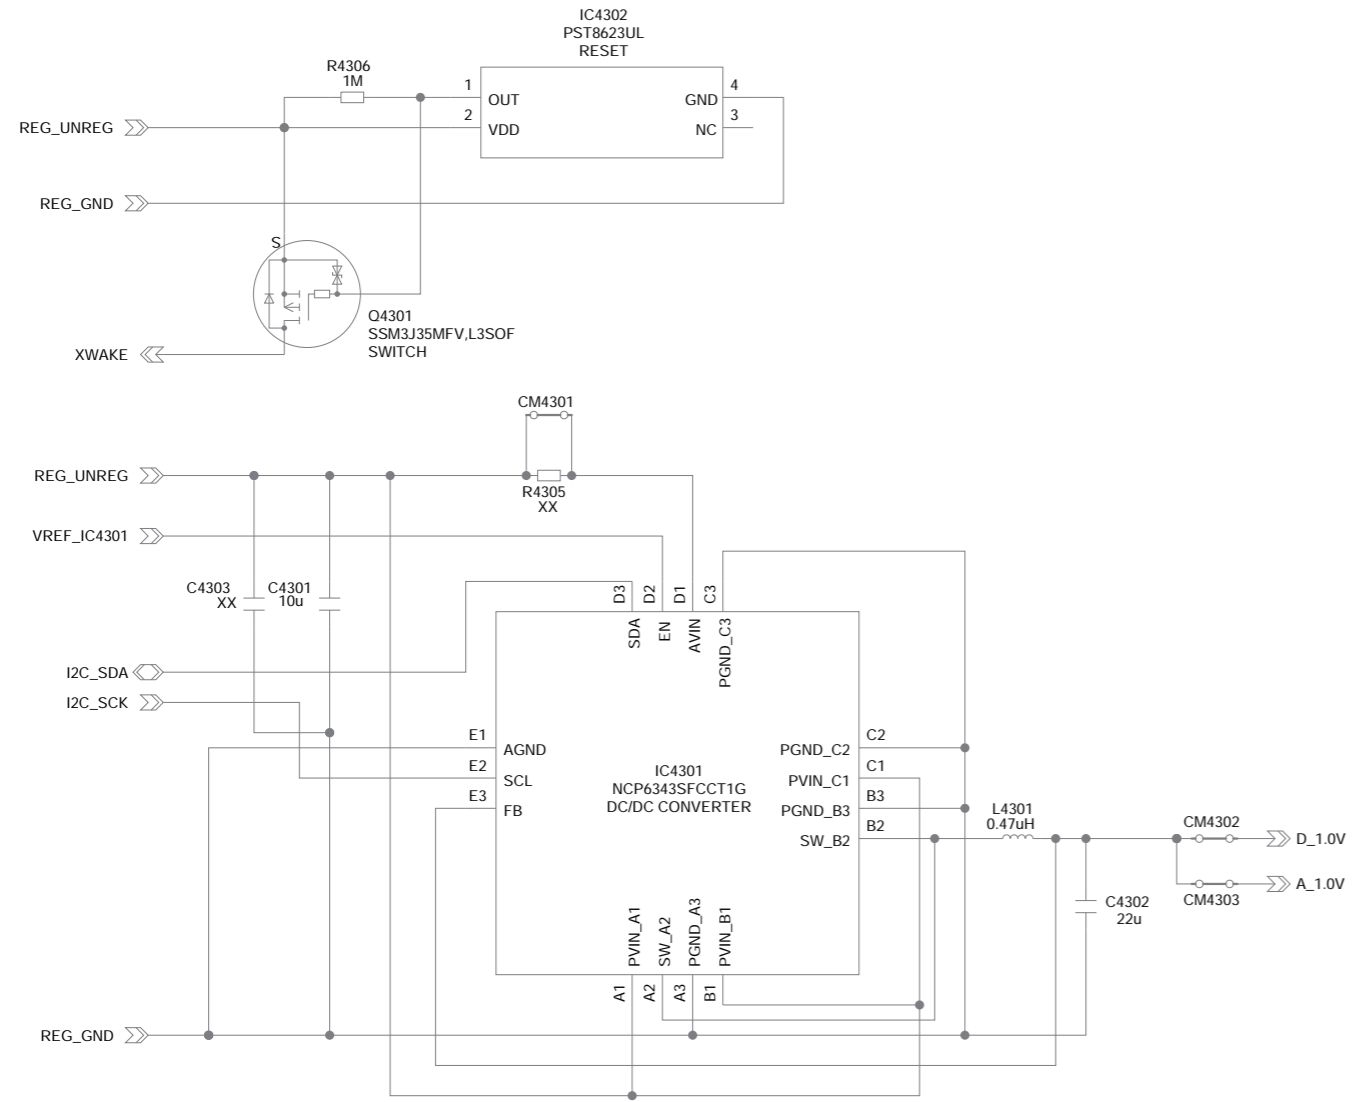 IC4302
PST8623UL
RESET
R4306
1M
1
OUT
2
VDD
GND
4
NC
3
REG_UNREG
REG_GND
S
Q4301
SSM3J35MFV,L3SOF
SWITCH
XWAKE
CM4301
REG_UNREG
R4305
XX
VREF_IC4301
C4303
XX
C4301
10u
D3
D2
D1
C3
SDA
EN
AVIN
PGND_C3
I2C_SDA
I2C_SCK
E1
AGND
E2
SCL
E3
FB
IC4301
NCP6343SFCCT1G
DC/DC CONVERTER
PGND_C2
C2
PVIN_C1
C1
PGND_B3
B3
SW_B2
B2
L4301
0.47uH
CM4302
D_1.0V
A_1.0V
CM4303
C4302
22u
PVIN_A1
SW_A2
PGND_A3
PVIN_B1
A1
A2
A3
B1
REG_GND